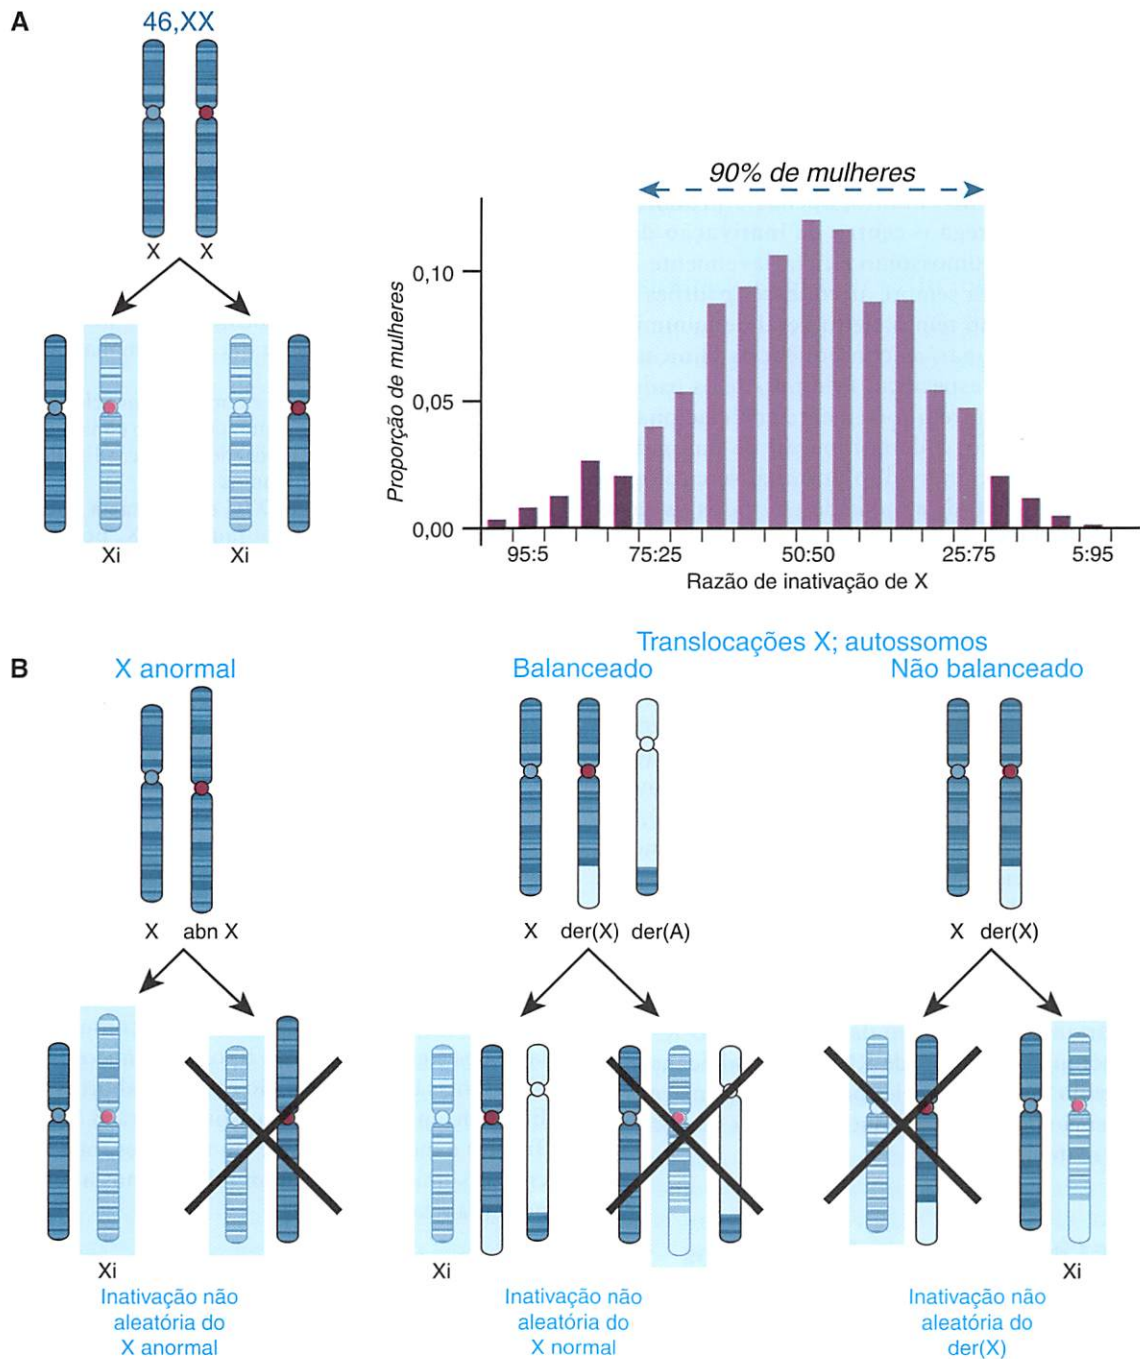 A
46,XX
X X
Xi Xi
90% de mulheres
Proporção de mulheres
0,10
0,05
0,00
95:5 75:25 50:50 25:75 5:95
Razão de inativação de X
B
X anormal
Translocações X; autossomos
Balanceado
Não balanceado
X abn X
X der(X) der(A)
X der(X)
Xi
Xi
Xi
Inativação não
aleatória do
X anormal
Inativação não
aleatória do
X normal
Inativação não
aleatória do
der(X)